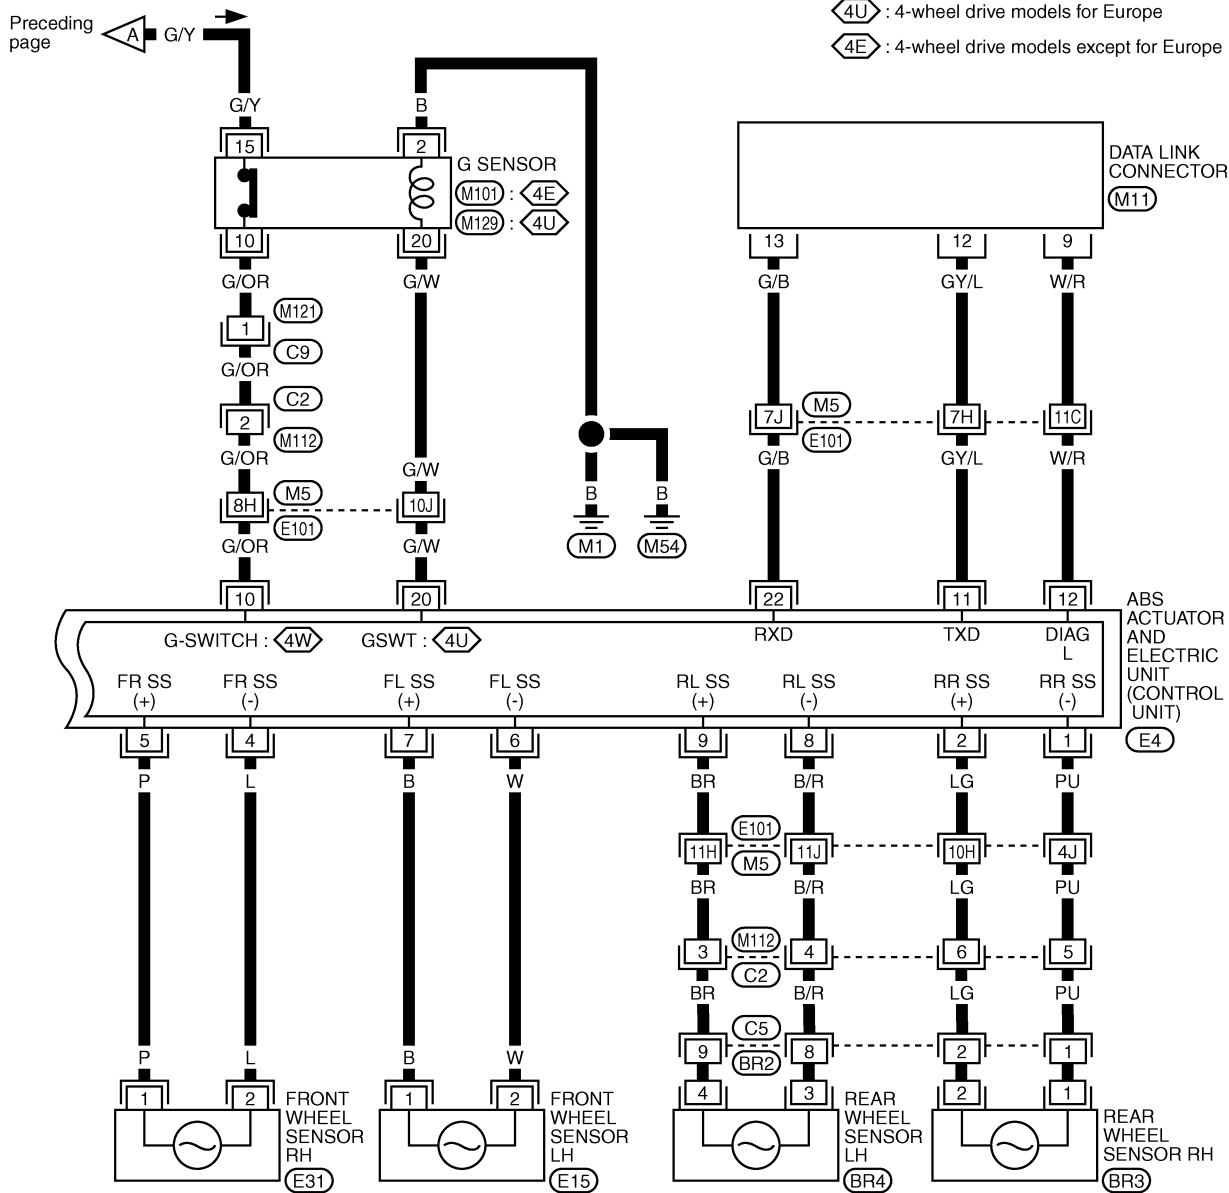 Preceding
page
A
G/Y
4U : 4-wheel drive models for Europe
4E : 4-wheel drive models except for Europe
G/Y
B
15
2
G SENSOR
M101 : 4E
M129 : 4U
10
20
DATA LINK
CONNECTOR
M11
13
12
9
G/OR
G/W
G/B
GY/L
W/R
1
M121
C9
G/OR
C2
2
M112
G/OR
G/W
7J
M5
E101
7H
11C
G/B
GY/L
W/R
8H
M5
E101
10J
B
B
M1
M54
G/OR
G/W
10
20
22
11
12
G-SWITCH : 4W
GSWT : 4U
RXD
TXD
DIAG
L
ABS
ACTUATOR
AND
ELECTRIC
UNIT
(CONTROL
UNIT)
E4
FR SS
(+)
FR SS
(-)
FL SS
(+)
FL SS
(-)
RL SS
(+)
RL SS
(-)
RR SS
(+)
RR SS
(-)
5
4
7
6
9
8
2
1
P
L
B
W
BR
B/R
LG
PU
11H
E101
M5
11J
10H
4J
BR
B/R
LG
PU
3
M112
C2
4
6
5
BR
B/R
LG
PU
9
C5
BR2
8
2
1
P
L
B
W
1
2
1
2
4
3
2
1
FRONT
WHEEL
SENSOR
RH
E31
FRONT
WHEEL
SENSOR
LH
E15
REAR
WHEEL
SENSOR
LH
BR4
REAR
WHEEL
SENSOR RH
BR3